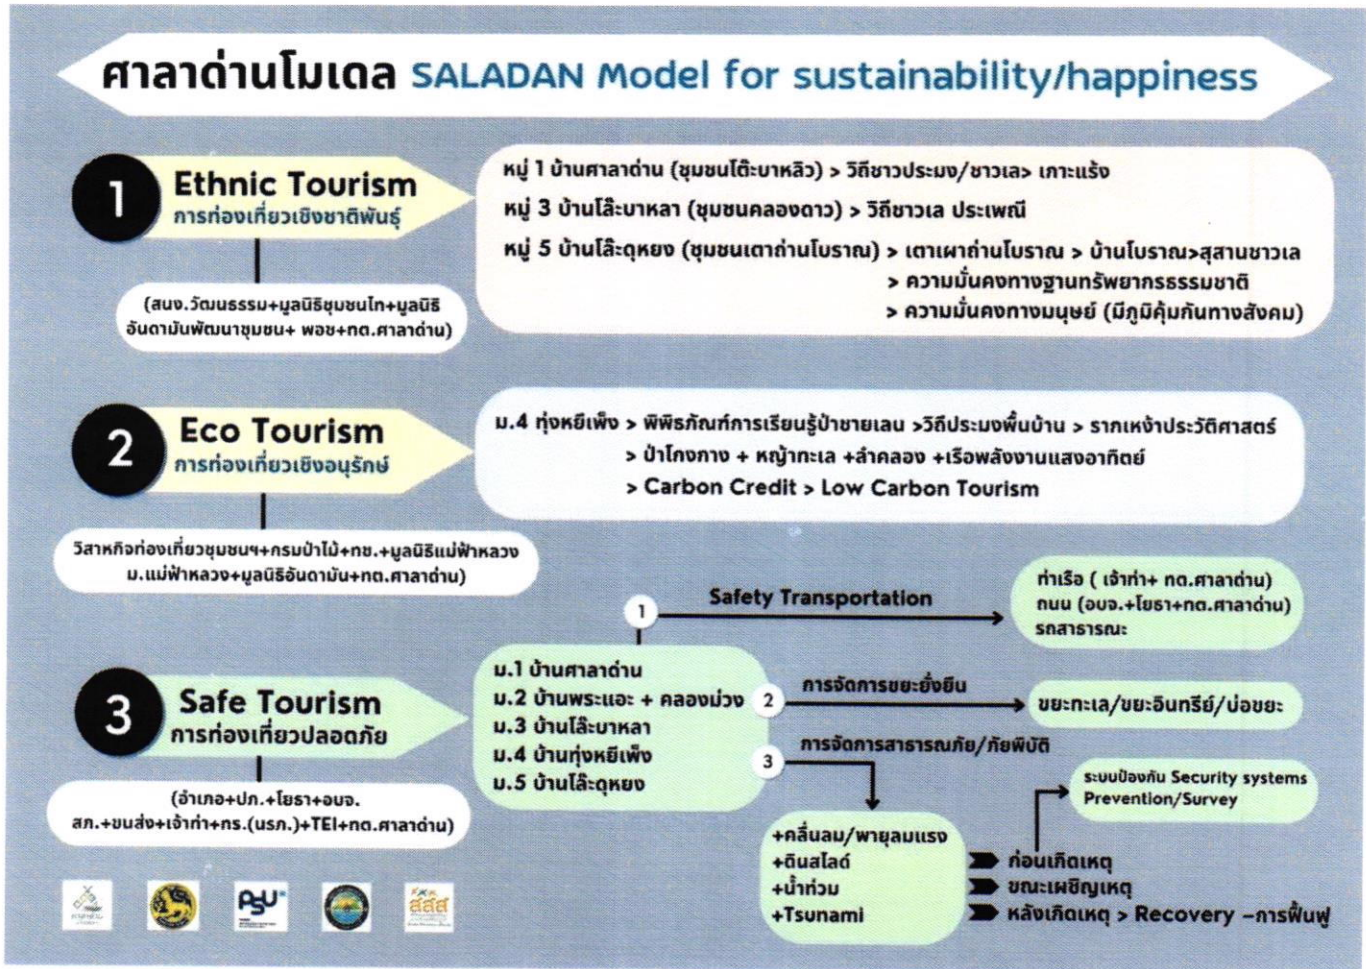 ศาลาด่านโมเดล SALADAN Model for sustainability/happiness
1
Ethnic Tourism
การท่องเที่ยวเชิงชาติพันธุ์
(สนง.วัฒนธรรม+มูลนิธิชุมชนไท+มูลนิธิ
อันดามันพัฒนาชุมชน+ พอช+ทต.ศาลาด่าน)
หมู่ 1 บ้านศาลาด่าน (ชุมชนโต๊ะบาหลิว) > วิถีชาวประมง/ชาวเล> เกาะแร้ง
หมู่ 3 บ้านโล๊ะบาหลา (ชุมชนคลองดาว) > วิถีชาวเล ประเพณี
หมู่ 5 บ้านโล๊ะดุหยง (ชุมชนเตาถ่านโบราณ) > เตาเผาถ่านโบราณ > บ้านโบราณ>สุสานชาวเล
> ความมั่นคงทางฐานทรัพยากรธรรมชาติ
> ความมั่นคงทางมนุษย์ (มีภูมิคุ้มกันทางสังคม)
2
Eco Tourism
การท่องเที่ยวเชิงอนุรักษ์
วิสาหกิจท่องเที่ยวชุมชนฯ+กรมป่าไม้+ทช.+มูลนิธิแม่ฟ้าหลวง
ม.แม่ฟ้าหลวง+มูลนิธิอันดามัน+ทต.ศาลาด่าน)
ม.4 ทุ่งหยีเพ็ง > พิพิธภัณฑ์การเรียนรู้ป่าชายเลน >วิถีประมงพื้นบ้าน > รากเหง้าประวัติศาสตร์
> ป่าโกงกาง + หญ้าทะเล +ลำคลอง +เรือพลังงานแสงอาทิตย์
> Carbon Credit > Low Carbon Tourism
3
Safe Tourism
การท่องเที่ยวปลอดภัย
(อำเภอ+ปภ.+โยธา+อบจ.
สภ.+ขนส่ง+เจ้าท่า+ทร.(นรภ.)+TEI+ทต.ศาลาด่าน)
ม.1 บ้านศาลาด่าน
ม.2 บ้านพระแอะ + คลองม่วง
ม.3 บ้านโล๊ะบาหลา
ม.4 บ้านทุ่งหยีเพ็ง
ม.5 บ้านโล๊ะดุหยง
1
Safety Transportation
ท่าเรือ ( เจ้าท่า+ ทต.ศาลาด่าน)
ถนน (อบจ.+โยธา+ทต.ศาลาด่าน)
รถสาธารณะ
2
การจัดการขยะยั่งยืน
ขยะทะเล/ขยะอินทรีย์/บ่อขยะ
3
การจัดการสาธารณภัย/ภัยพิบัติ
+คลื่นลม/พายุลมแรง
+ดินสไลด์
+น้ำท่วม
+Tsunami
ก่อนเกิดเหตุ
ขณะเผชิญเหตุ
หลังเกิดเหตุ > Recovery –การฟื้นฟู
ระบบป้องกัน Security systems
Prevention/Survey
PSU
สสส